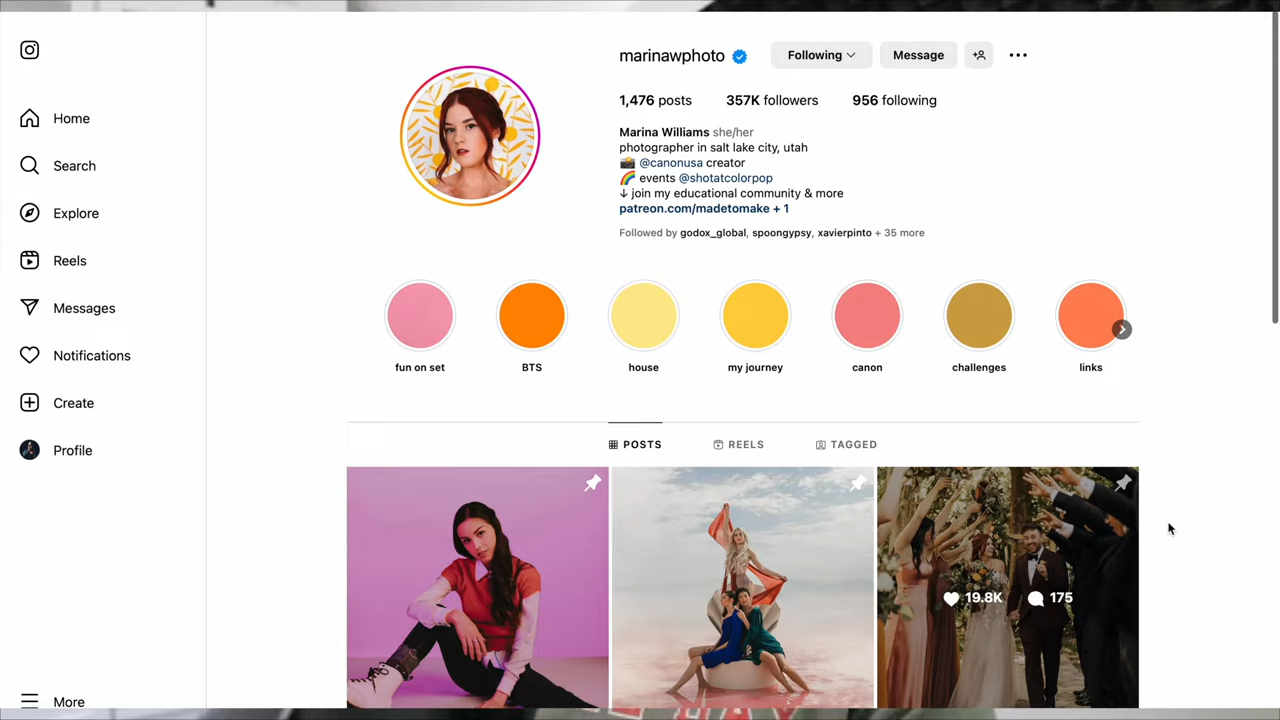 marinawphoto
Following
Message
1,476 posts
357K followers
956 following
Marina Williams she/her
photographer in salt lake city, utah
📸 @canonusa creator
🌈 events @shotatcolorpop
↓ join my educational community & more
patreon.com/madetomake + 1
Followed by godox_global, spoongypsy, xavierpinto + 35 more
Home
Search
Explore
Reels
Messages
Notifications
Create
Profile
More
fun on set
BTS
house
my journey
canon
challenges
links
POSTS
REELS
TAGGED
19.8K
175